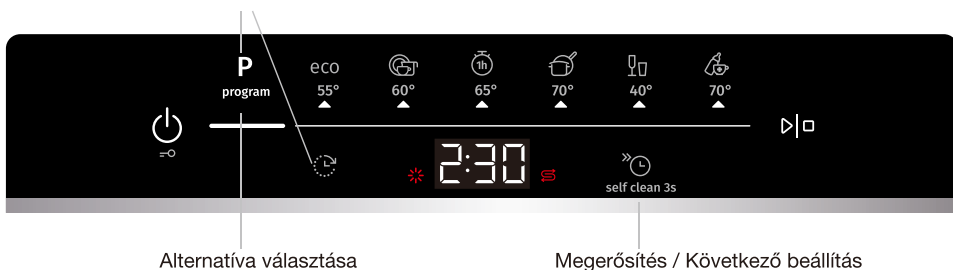 P
program
eco
55°
60°
1h
65°
70°
40°
70°
2:30
self clean 3s
Alternatíva választása
Megerősítés / Következő beállítás